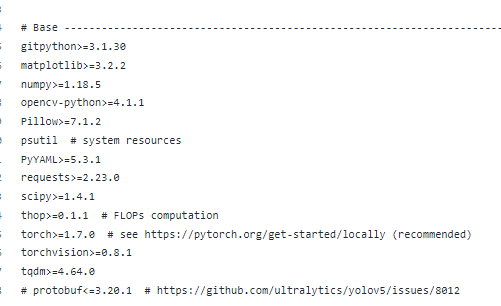 # Base ----------------------------------------------------------------------
gitpython>=3.1.30
matplotlib>=3.2.2
numpy>=1.18.5
opencv-python>=4.1.1
Pillow>=7.1.2
psutil  # system resources
PyYAML>=5.3.1
requests>=2.23.0
scipy>=1.4.1
thop>=0.1.1  # FLOPs computation
torch>=1.7.0  # see https://pytorch.org/get-started/locally (recommended)
torchvision>=0.8.1
tqdm>=4.64.0
# protobuf<=3.20.1  # https://github.com/ultralytics/yolov5/issues/8012